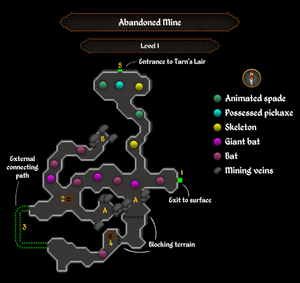 Abandoned Mine
Level 1
5
Entrance to Tarn's Lair
Animated spade
Possessed pickaxe
Skeleton
Giant bat
Bat
Mining veins
B
External
connecting
path
1
2
A
A
Exit to surface
3
4
Blocking terrain